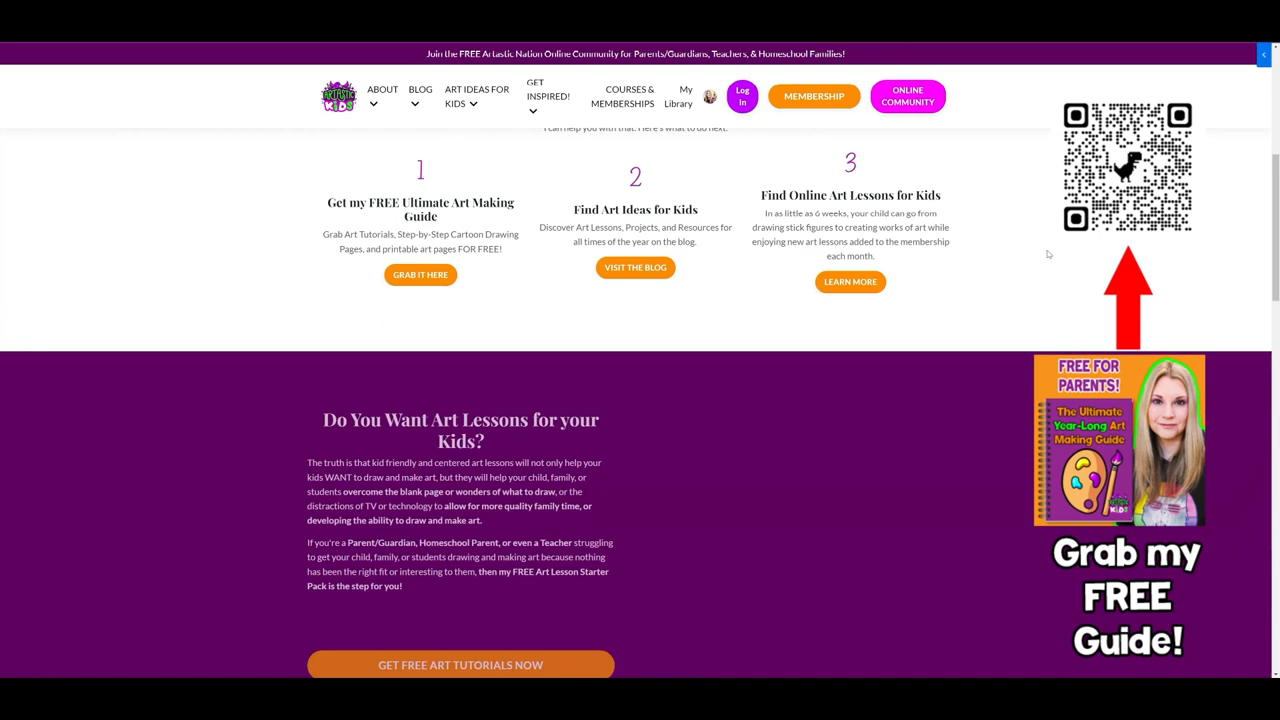 Join the FREE Artastic Nation Online Community for Parents/Guardians, Teachers, & Homeschool Families!
ARTASTIC
KIDS
ABOUT
BLOG
ART IDEAS FOR
KIDS
GET
INSPIRED!
COURSES &
MEMBERSHIPS
My
Library
Log
In
MEMBERSHIP
ONLINE
COMMUNITY
I can help you with that. Here's what to do next.
1
Get my FREE Ultimate Art Making
Guide
Grab Art Tutorials, Step-by-Step Cartoon Drawing
Pages, and printable art pages FOR FREE!
GRAB IT HERE
2
Find Art Ideas for Kids
Discover Art Lessons, Projects, and Resources for
all times of the year on the blog.
VISIT THE BLOG
3
Find Online Art Lessons for Kids
In as little as 6 weeks, your child can go from
drawing stick figures to creating works of art while
enjoying new art lessons added to the membership
each month.
LEARN MORE
Do You Want Art Lessons for your
Kids?
The truth is that kid friendly and centered art lessons will not only help your
kids WANT to draw and make art, but they will help your child, family, or
students overcome the blank page or wonders of what to draw, or the
distractions of TV or technology to allow for more quality family time, or
developing the ability to draw and make art.
If you're a Parent/Guardian, Homeschool Parent, or even a Teacher struggling
to get your child, family, or students drawing and making art because nothing
has been the right fit or interesting to them, then my FREE Art Lesson Starter
Pack is the step for you!
GET FREE ART TUTORIALS NOW
FREE FOR
PARENTS!
The Ultimate
Year-Long Art
Making Guide
ARTASTIC
KIDS
Grab my
FREE
Guide!